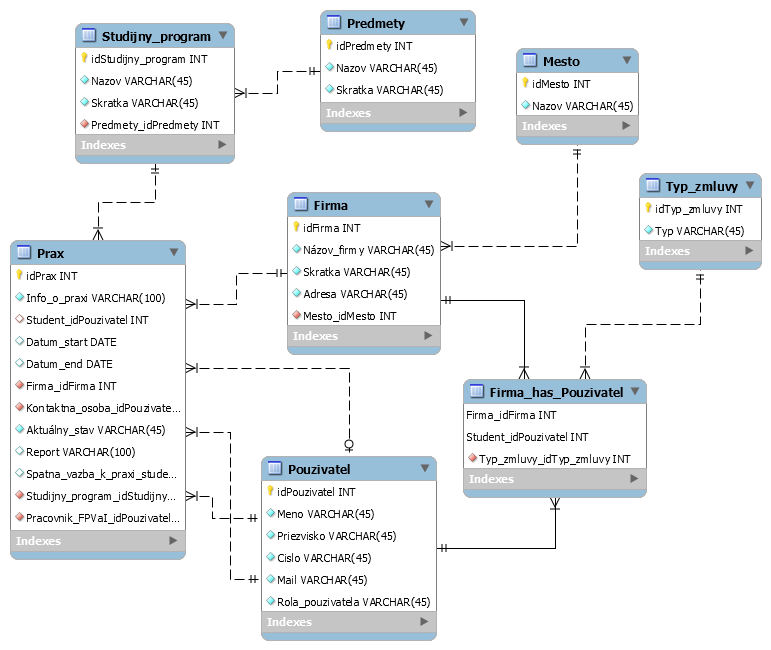 Studijny_program
idStudijny_program INT
Nazov VARCHAR(45)
Skratka VARCHAR(45)
Predmety_idPredmety INT
Indexes
Predmety
idPredmety INT
Nazov VARCHAR(45)
Skratka VARCHAR(45)
Indexes
Mesto
idMesto INT
Nazov VARCHAR(45)
Indexes
Typ_zmluvy
idTyp_zmluvy INT
Typ VARCHAR(45)
Indexes
Firma
idFirma INT
Názov_firmy VARCHAR(45)
Skratka VARCHAR(45)
Adresa VARCHAR(45)
Mesto_idMesto INT
Indexes
Prax
idPrax INT
Info_o_praxi VARCHAR(100)
Student_idPouzivatel INT
Datum_start DATE
Datum_end DATE
Firma_idFirma INT
Kontaktna_osoba_idPouzivate...
Aktuálny_stav VARCHAR(45)
Report VARCHAR(100)
Spatna_vazba_k_praxi_stude...
Studijny_program_idStudijny...
Pracovnik_FPVaI_idPouzivatel...
Indexes
Firma_has_Pouzivatel
Firma_idFirma INT
Student_idPouzivatel INT
Typ_zmluvy_idTyp_zmluvy INT
Indexes
Pouzivatel
idPouzivatel INT
Meno VARCHAR(45)
Priezvisko VARCHAR(45)
Cislo VARCHAR(45)
Mail VARCHAR(45)
Rola_pouzivatela VARCHAR(45)
Indexes